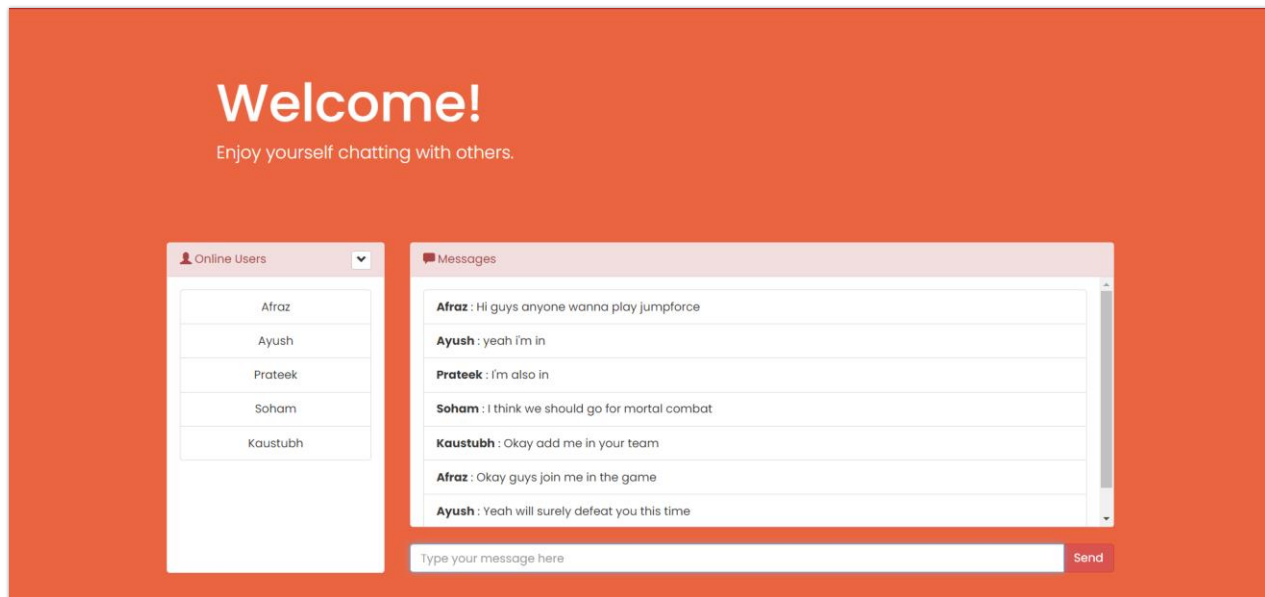 Welcome!
Enjoy yourself chatting with others.
Online Users
Afraz
Ayush
Prateek
Soham
Kaustubh
Messages
Afraz : Hi guys anyone wanna play jumpforce
Ayush : yeah i'm in
Prateek : I'm also in
Soham : I think we should go for mortal combat
Kaustubh : Okay add me in your team
Afraz : Okay guys join me in the game
Ayush : Yeah will surely defeat you this time
Type your message here
Send